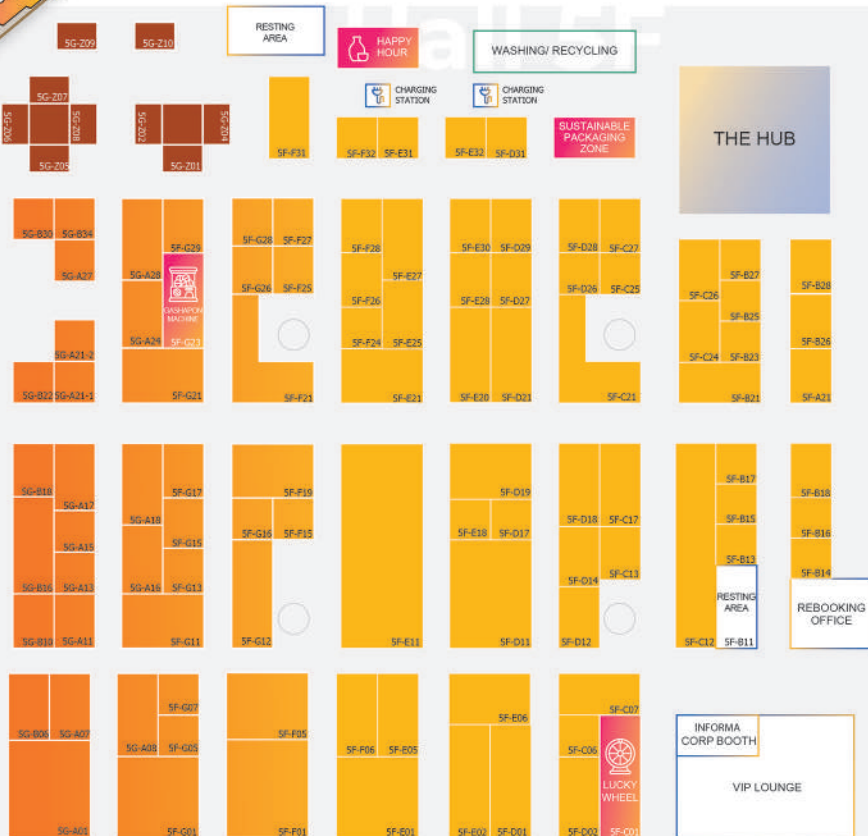 Hall 5F
5G-Z09
5G-Z10
RESTING
AREA
HAPPY
HOUR
WASHING/ RECYCLING
CHARGING
STATION
CHARGING
STATION
5G-Z07
5G-Z06
5G-Z08
5G-Z05
5G-Z02
5G-Z04
5G-Z01
5F-F31
5F-F32
5F-E31
5F-E32
5F-D31
SUSTAINABLE
PACKAGING
ZONE
THE HUB
5G-B30
5G-B34
5G-A27
5G-A28
5F-G29
5F-G28
5F-F27
5F-G26
5F-F25
5F-F28
5F-E27
5F-F26
5F-E30
5F-D29
5F-E28
5F-D27
5F-D28
5F-C27
5F-D26
5F-C25
5F-C26
5F-B27
5F-B25
5F-B28
GASHAPON
MACHINE
5F-G23
5G-A24
5G-A21-2
5F-F24
5F-E25
5F-C24
5F-B23
5F-B26
5G-B22
5G-A21-1
5F-G21
5F-F21
5F-E21
5F-E20
5F-D21
5F-C21
5F-B21
5F-A21
5G-B18
5G-A17
5G-A18
5F-G17
5F-F19
5F-D19
5F-D18
5F-C17
5F-B17
5F-B18
5G-A15
5F-G15
5F-G16
5F-F15
5F-E18
5F-D17
5F-B15
5F-B16
5G-B16
5G-A13
5G-A16
5F-G13
5F-D14
5F-C13
5F-B13
5F-B14
RESTING
AREA
5F-B11
REBOOKING
OFFICE
5G-B10
5G-A11
5F-G11
5F-G12
5F-E11
5F-D11
5F-D12
5F-C12
5G-B06
5G-A07
5F-G07
5G-A08
5F-G05
5F-F05
5F-F06
5F-E05
5F-E06
5F-C07
5F-C06
LUCKY
WHEEL
INFORMA
CORP BOOTH
VIP LOUNGE
5G-A01
5F-G01
5F-F01
5F-E01
5F-E02
5F-D01
5F-D02
5F-C01